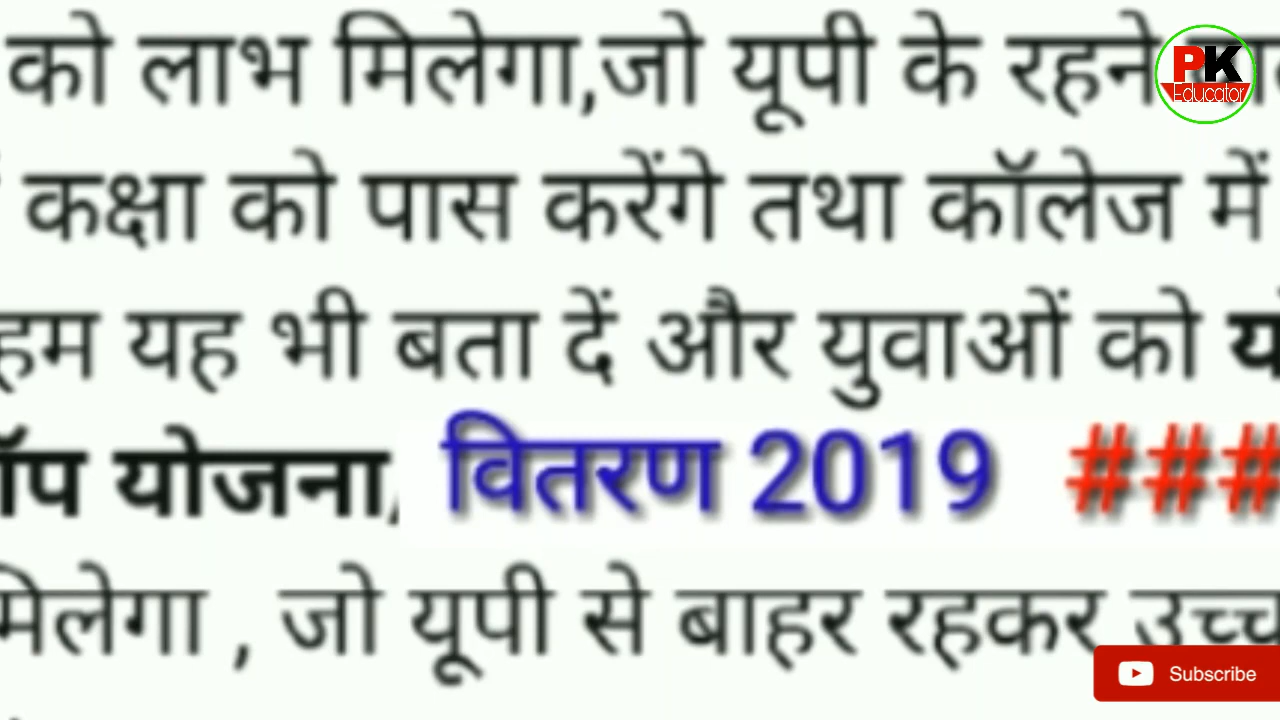 को लाभ मिलेगा,जो यूपी के रहने
PK
Educator
कक्षा को पास करेंगे तथा कॉलेज में
हम यह भी बता दें और युवाओं को
योजना, वितरण 2019 ###
मिलेगा , जो यूपी से बाहर रहकर
Subscribe